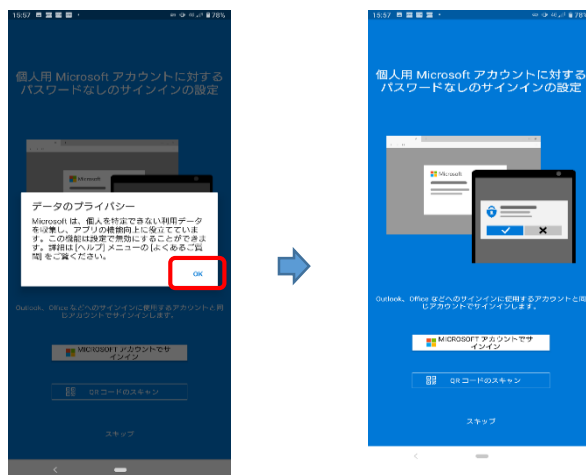 15:57
78%
個人用 Microsoft アカウントに対する
パスワードなしのサインインの設定
Microsoft
データのプライバシー
Microsoft は、個人を特定できない利用データ
を収集し、アプリの機能向上に役立てていま
す。この機能は設定で無効にすることができま
す。詳細は [ヘルプ] メニューの [よくあるご質
問] をご覧ください。
OK
Outlook、Office などへのサインインに使用するアカウントと同
じアカウントでサインインします。
MICROSOFT アカウントでサ
インイン
QR コードのスキャン
スキップ
15:57
78%
個人用 Microsoft アカウントに対する
パスワードなしのサインインの設定
Microsoft
Outlook、Office などへのサインインに使用するアカウントと同
じアカウントでサインインします。
MICROSOFT アカウントでサ
インイン
QR コードのスキャン
スキップ